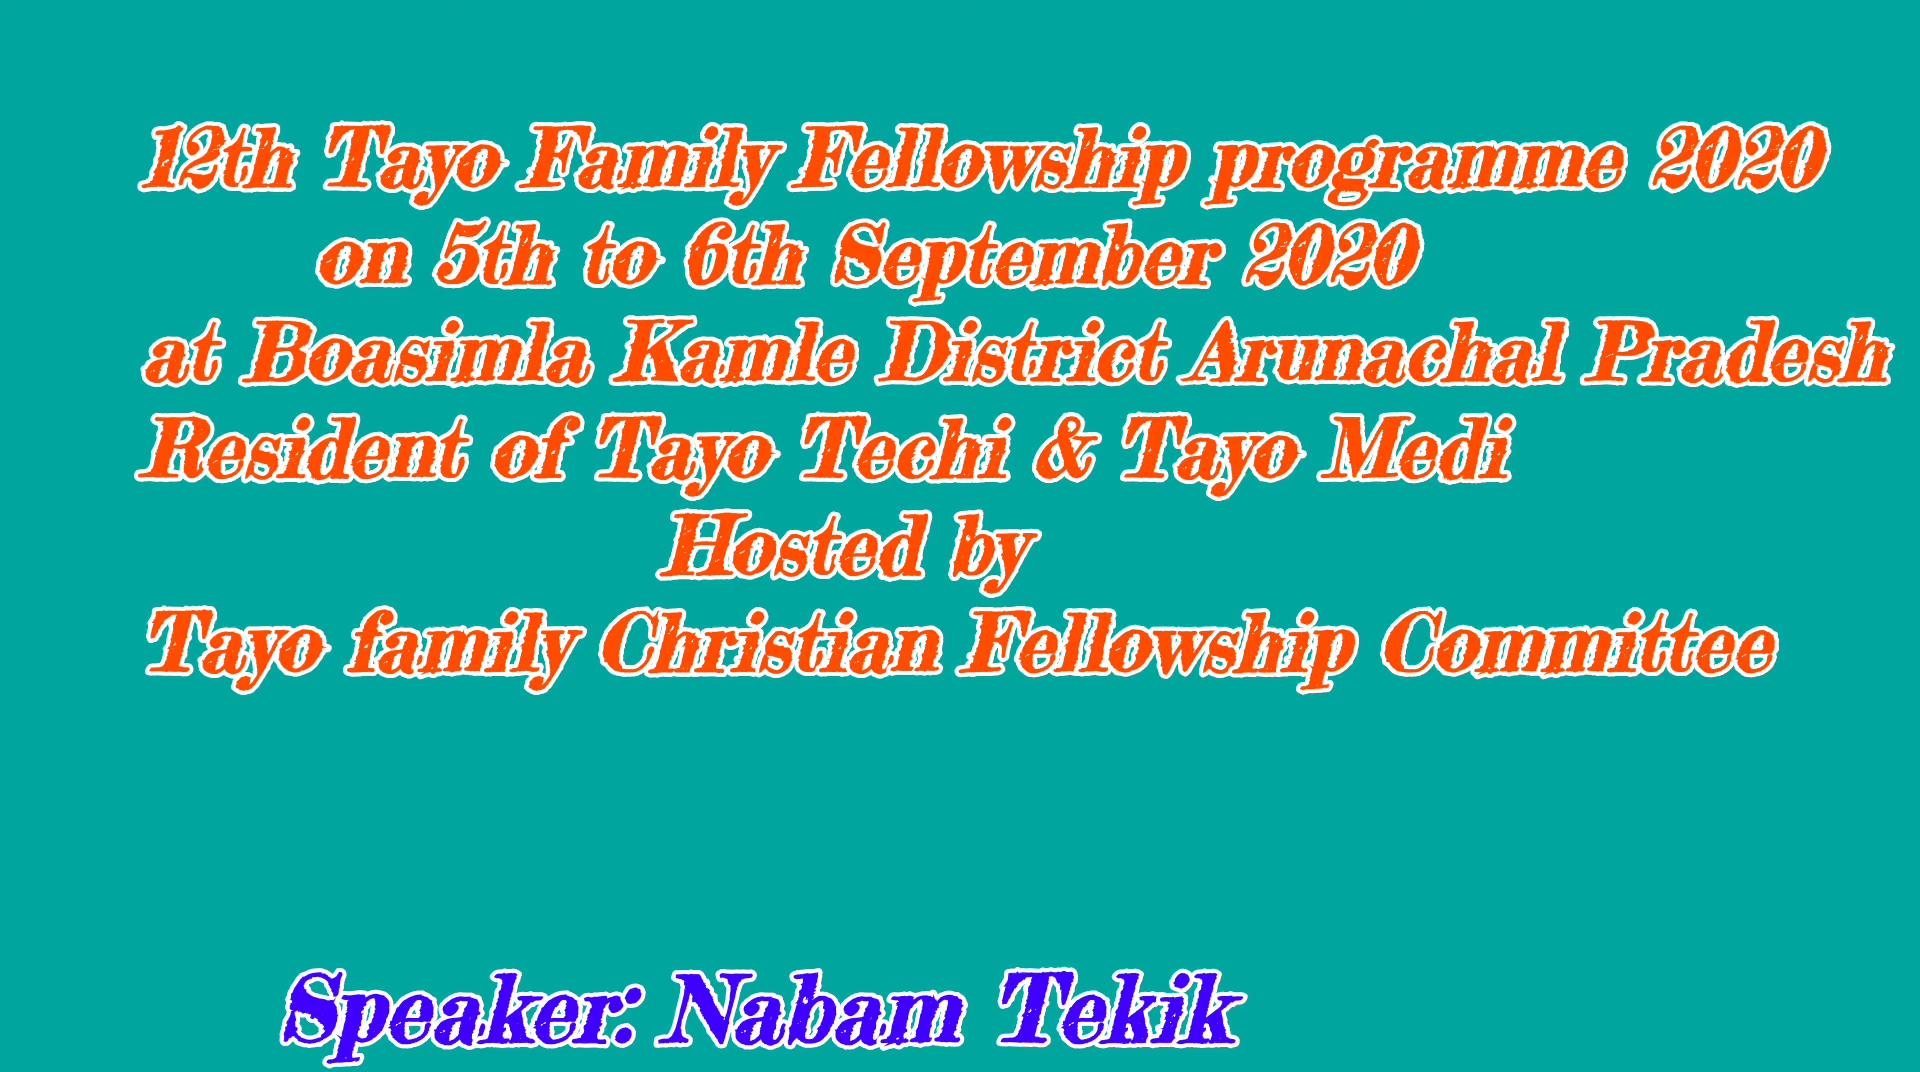 12th Tayo Family Fellowship programme 2020
on 5th to 6th September 2020
at Boasimla Kamle District Arunachal Pradesh
Resident of Tayo Techi & Tayo Medi
Hosted by
Tayo family Christian Fellowship Committee
Speaker: Nabam Tekik